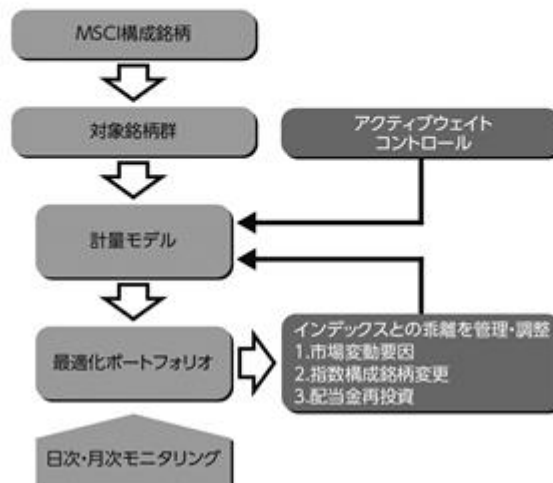 MSCI構成銘柄
対象銘柄群
アクティブウェイト
コントロール
計量モデル
最適化ポートフォリオ
インデックスとの乖離を管理・調整
1.市場変動要因
2.指数構成銘柄変更
3.配当金再投資
日次・月次モニタリング